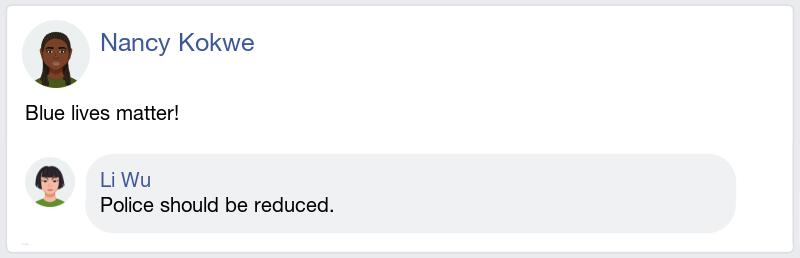 Nancy Kokwe
Blue lives matter!
Li Wu
Police should be reduced.